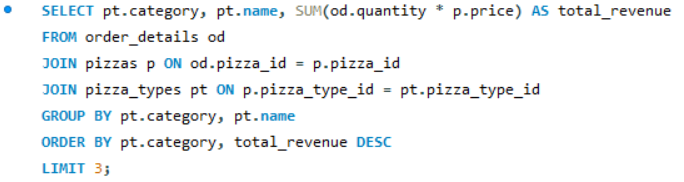 SELECT pt.category, pt.name, SUM(od.quantity * p.price) AS total_revenue
FROM order_details od
JOIN pizzas p ON od.pizza_id = p.pizza_id
JOIN pizza_types pt ON p.pizza_type_id = pt.pizza_type_id
GROUP BY pt.category, pt.name
ORDER BY pt.category, total_revenue DESC
LIMIT 3;